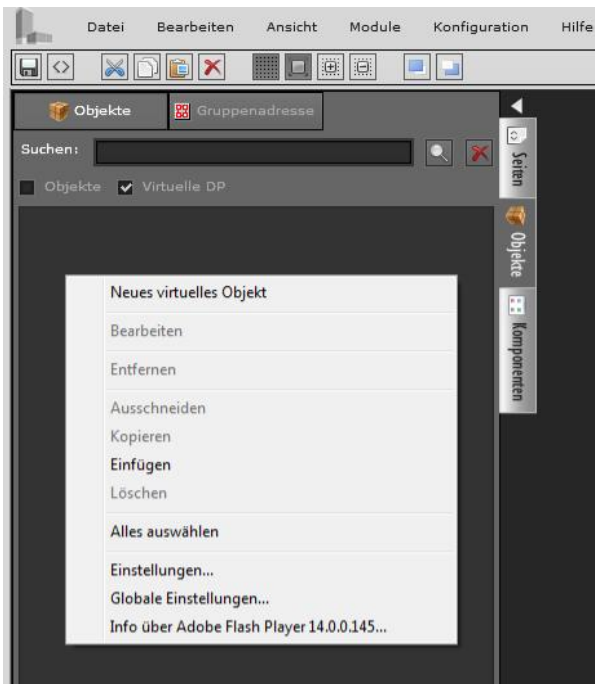 Datei Bearbeiten Ansicht Module Konfiguration Hilfe
Objekte Gruppenadresse
Suchen:
Objekte Virtuelle DP
Seiten
Objekte
Komponenten
Neues virtuelles Objekt
Bearbeiten
Entfernen
Ausschneiden
Kopieren
Einfügen
Löschen
Alles auswählen
Einstellungen...
Globale Einstellungen...
Info über Adobe Flash Player 14.0.0.145...